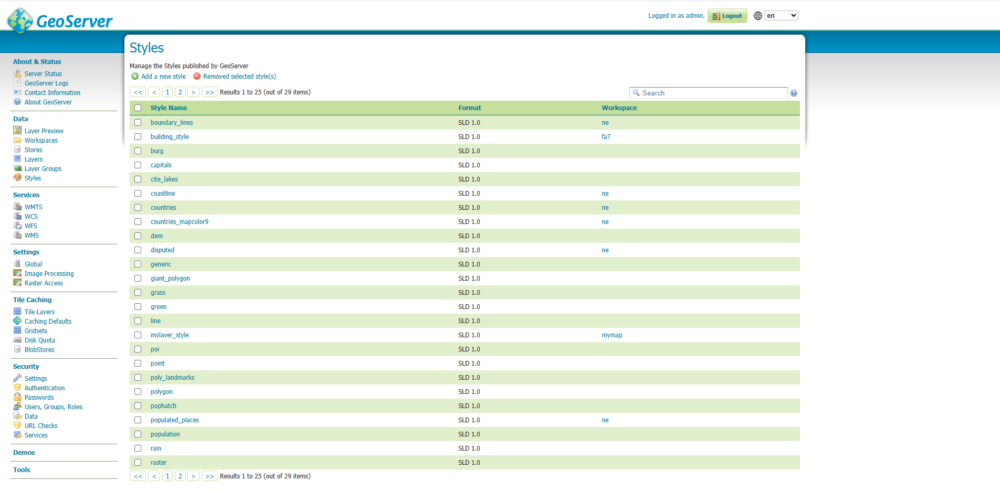 GeoServer
Logged in as admin. Logout en
About & Status
Server Status
GeoServer Logs
Contact Information
About GeoServer
Data
Layer Preview
Workspaces
Stores
Layers
Layer Groups
Styles
Services
WMTS
WCS
WFS
WMS
Settings
Global
Image Processing
Raster Access
Tile Caching
Tile Layers
Caching Defaults
Gridsets
Disk Quota
BlobStores
Security
Settings
Authentication
Passwords
Users, Groups, Roles
Data
URL Checks
Services
Demos
Tools
Styles
Manage the Styles published by GeoServer
Add a new style Removed selected style(s)
<< < 1 2 > >> Results 1 to 25 (out of 29 items) Search
Style Name Format Workspace
boundary_lines SLD 1.0 ne
building_style SLD 1.0 fa7
burg SLD 1.0
capitals SLD 1.0
cite_lakes SLD 1.0
coastline SLD 1.0 ne
countries SLD 1.0 ne
countries_mapcolor9 SLD 1.0 ne
dem SLD 1.0
disputed SLD 1.0 ne
generic SLD 1.0
giant_polygon SLD 1.0
grass SLD 1.0
green SLD 1.0
line SLD 1.0
mylayer_style SLD 1.0 mymap
poi SLD 1.0
point SLD 1.0
poly_landmarks SLD 1.0
polygon SLD 1.0
pophatch SLD 1.0
populated_places SLD 1.0 ne
population SLD 1.0
rain SLD 1.0
raster SLD 1.0
<< < 1 2 > >> Results 1 to 25 (out of 29 items)